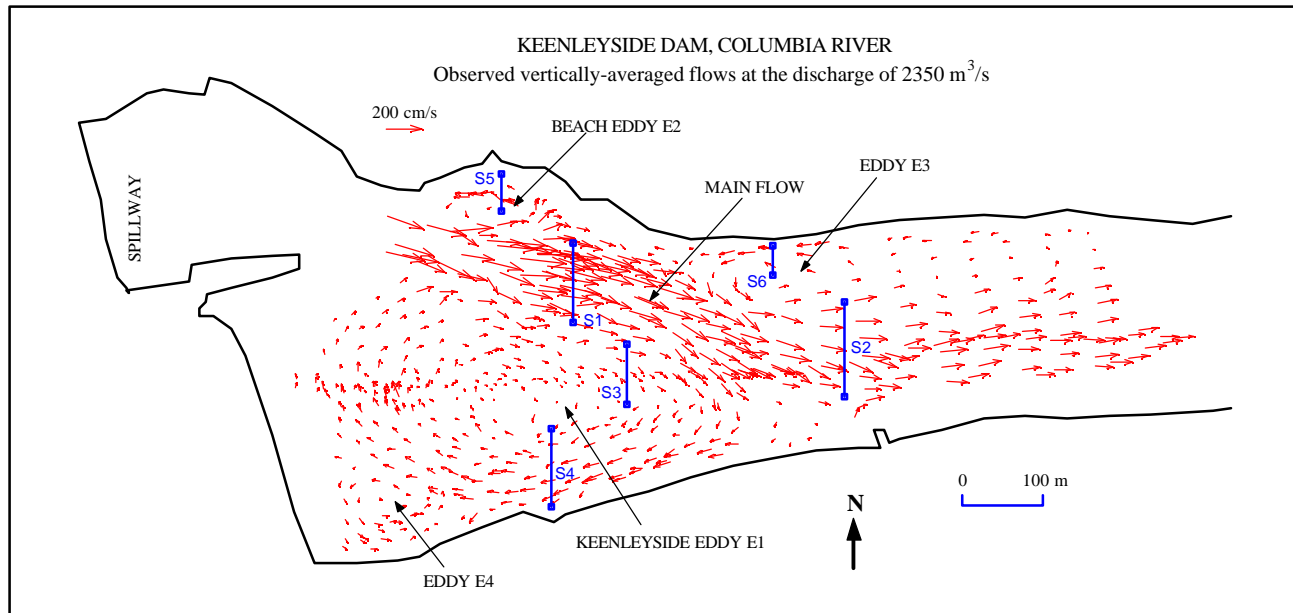 KEENLEYSIDE DAM, COLUMBIA RIVER
Observed vertically-averaged flows at the discharge of 2350 m³/s
200 cm/s
BEACH EDDY E2
MAIN FLOW
EDDY E3
SPILLWAY
S5
S6
S1
S2
S3
S4
0 100 m
N
KEENLEYSIDE EDDY E1
EDDY E4